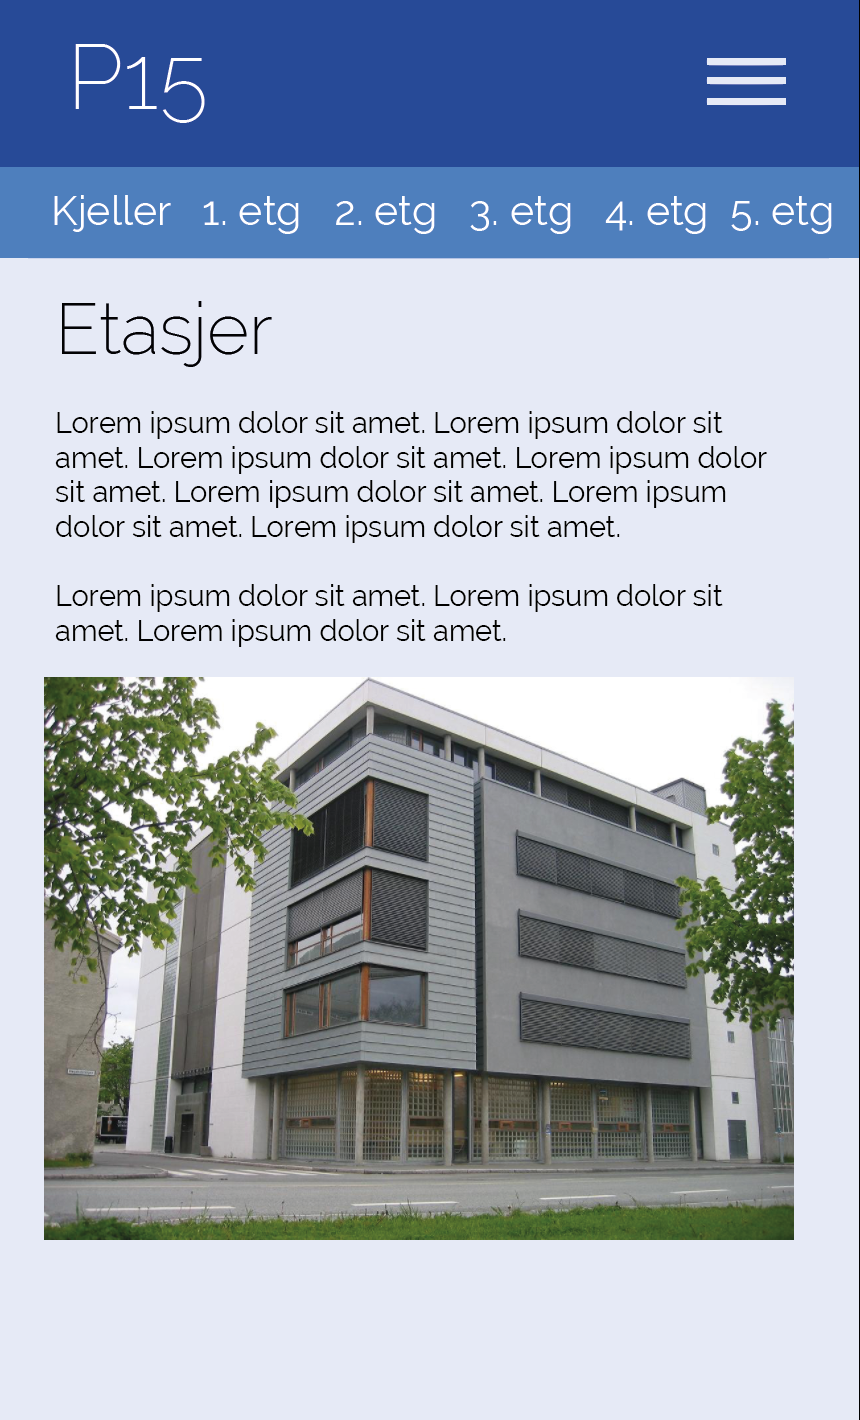 P15
Kjeller 1. etg 2. etg 3. etg 4. etg 5. etg
Etasjer
Lorem ipsum dolor sit amet. Lorem ipsum dolor sit
amet. Lorem ipsum dolor sit amet. Lorem ipsum dolor
sit amet. Lorem ipsum dolor sit amet. Lorem ipsum
dolor sit amet. Lorem ipsum dolor sit amet.
Lorem ipsum dolor sit amet. Lorem ipsum dolor sit
amet. Lorem ipsum dolor sit amet.